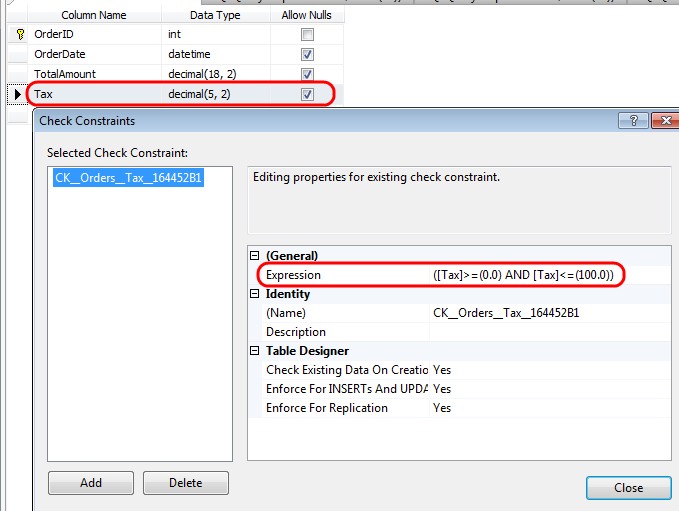 Column Name Data Type Allow Nulls
OrderID int
OrderDate datetime
TotalAmount decimal(18, 2)
Tax decimal(5, 2)
Check Constraints
Selected Check Constraint:
CK__Orders__Tax__164452B1
Editing properties for existing check constraint.
(General)
Expression ([Tax]>=(0.0) AND [Tax]<=(100.0))
Identity
(Name) CK__Orders__Tax__164452B1
Description
Table Designer
Check Existing Data On Creatio Yes
Enforce For INSERTs And UPDA Yes
Enforce For Replication Yes
Add Delete
Close